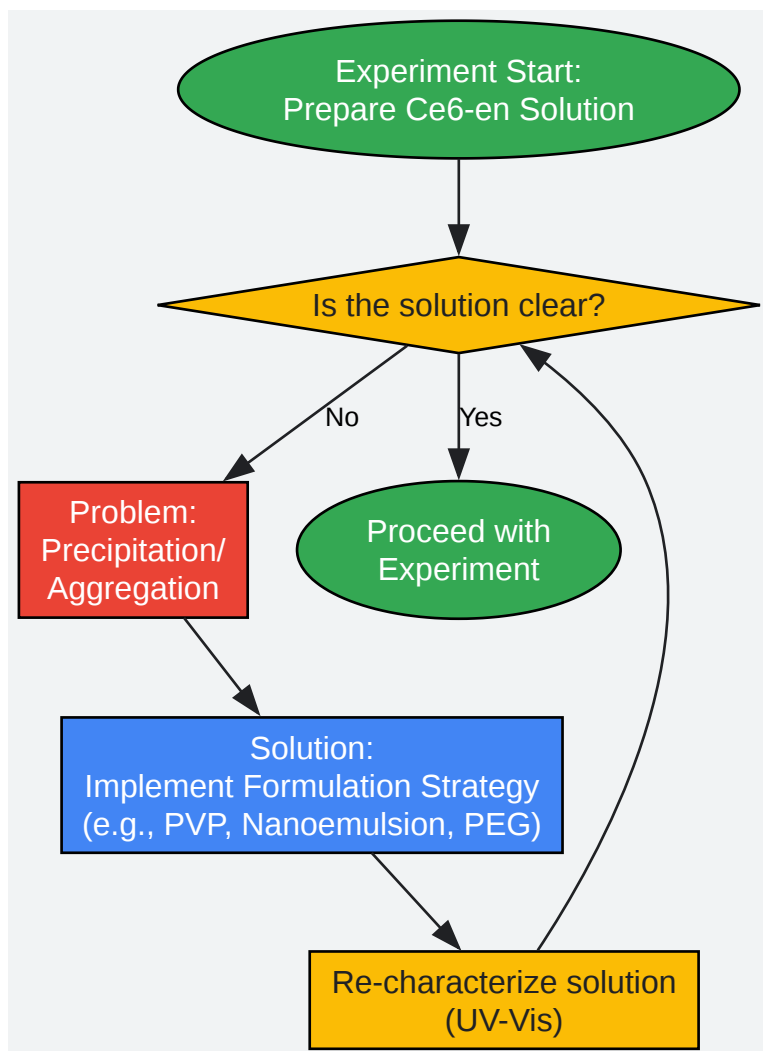 Experiment Start:
Prepare Ce6-en Solution
Is the solution clear?
No
Yes
Problem:
Precipitation/
Aggregation
Proceed with
Experiment
Solution:
Implement Formulation Strategy
(e.g., PVP, Nanoemulsion, PEG)
Re-characterize solution
(UV-Vis)